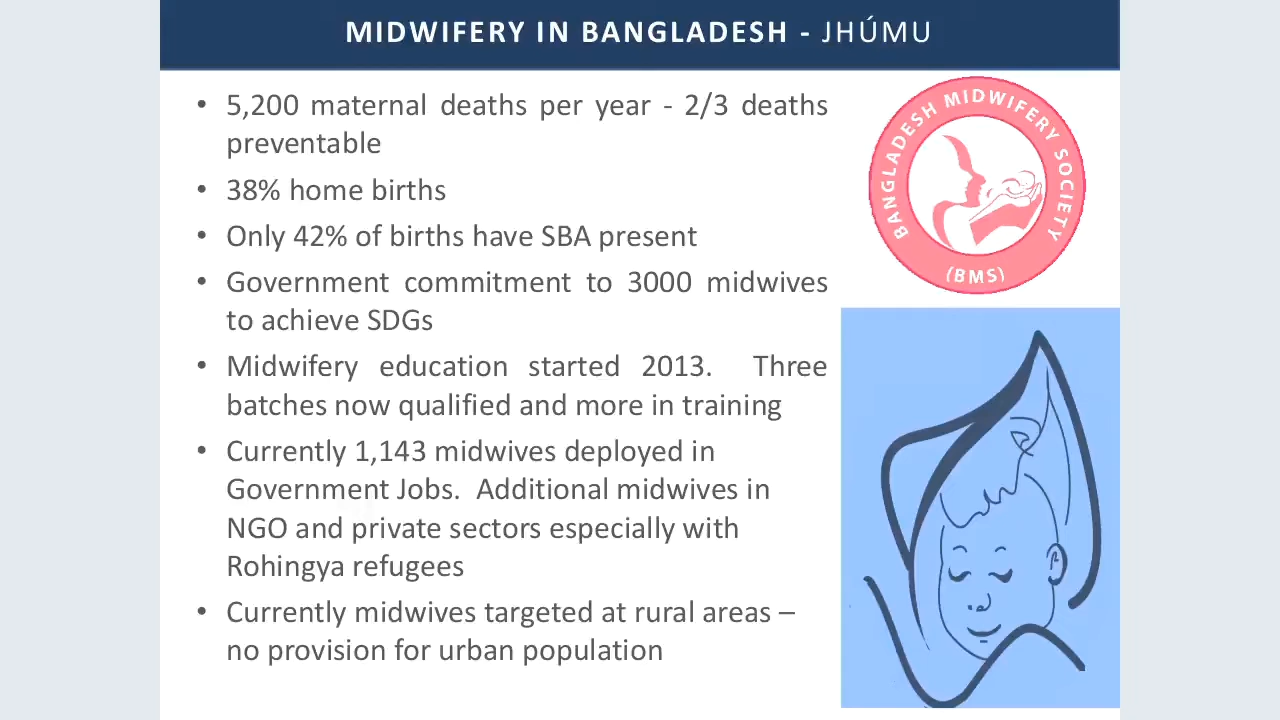 MIDWIFERY IN BANGLADESH - JHÚMU
• 5,200 maternal deaths per year - 2/3 deaths
preventable
• 38% home births
• Only 42% of births have SBA present
• Government commitment to 3000 midwives
to achieve SDGs
• Midwifery education started 2013. Three
batches now qualified and more in training
• Currently 1,143 midwives deployed in
Government Jobs. Additional midwives in
NGO and private sectors especially with
Rohingya refugees
• Currently midwives targeted at rural areas –
no provision for urban population
BANGLADESH MIDWIFERY SOCIETY
(BMS)